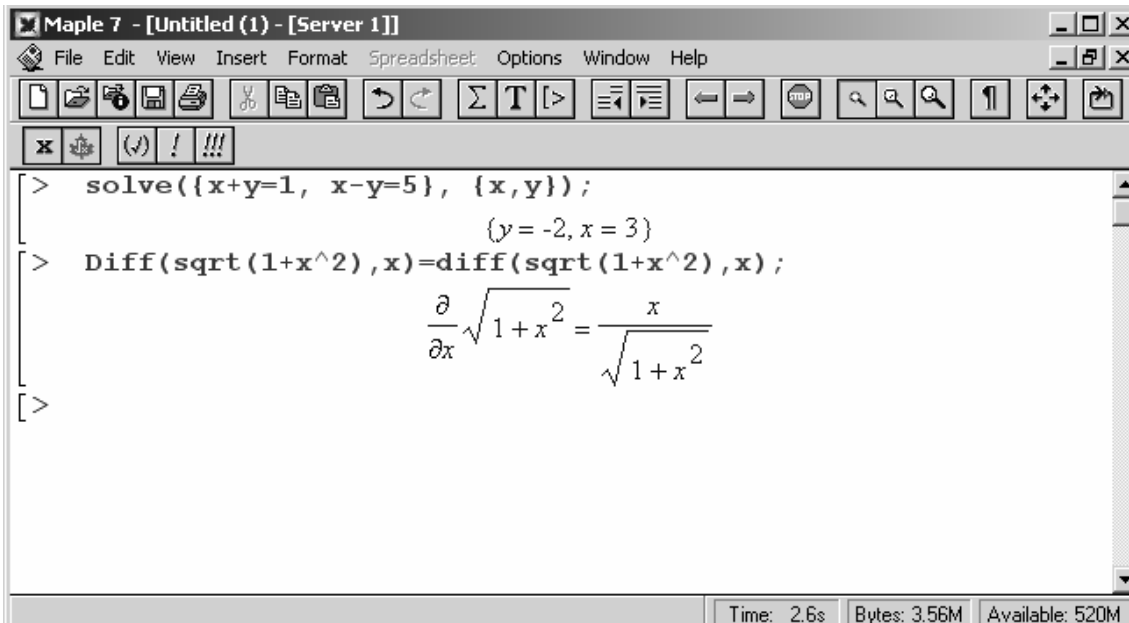 Maple 7 - [Untitled (1) - [Server 1]]
File Edit View Insert Format Spreadsheet Options Window Help
Σ T [> STOP ¶
x (√) ! !!!
[> solve({x+y=1, x-y=5}, {x,y});
{y = -2, x = 3}
[> Diff(sqrt(1+x^2),x)=diff(sqrt(1+x^2),x);
∂/∂x √(1 + x²) = x/√(1 + x²)
[>
Time: 2.6s Bytes: 3.56M Available: 520M